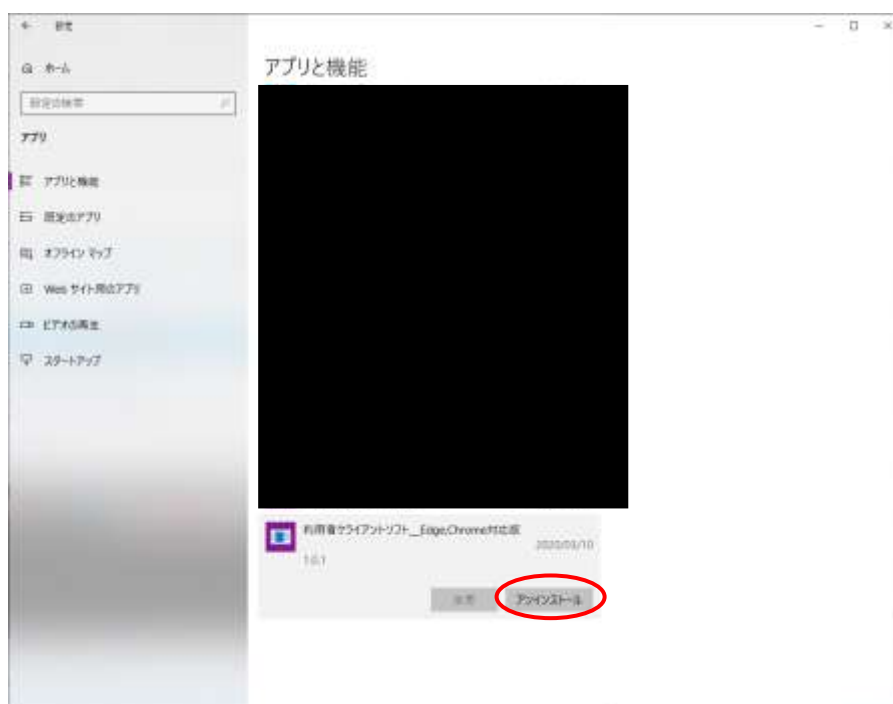 設定
ホーム
アプリと機能
設定の検索
アプリ
アプリと機能
既定のアプリ
オフライン マップ
Web サイト用のアプリ
ビデオの再生
スタートアップ
利用者クライアントソフト__Edge,Chrome対応版
1.0.1
変更
アンインストール